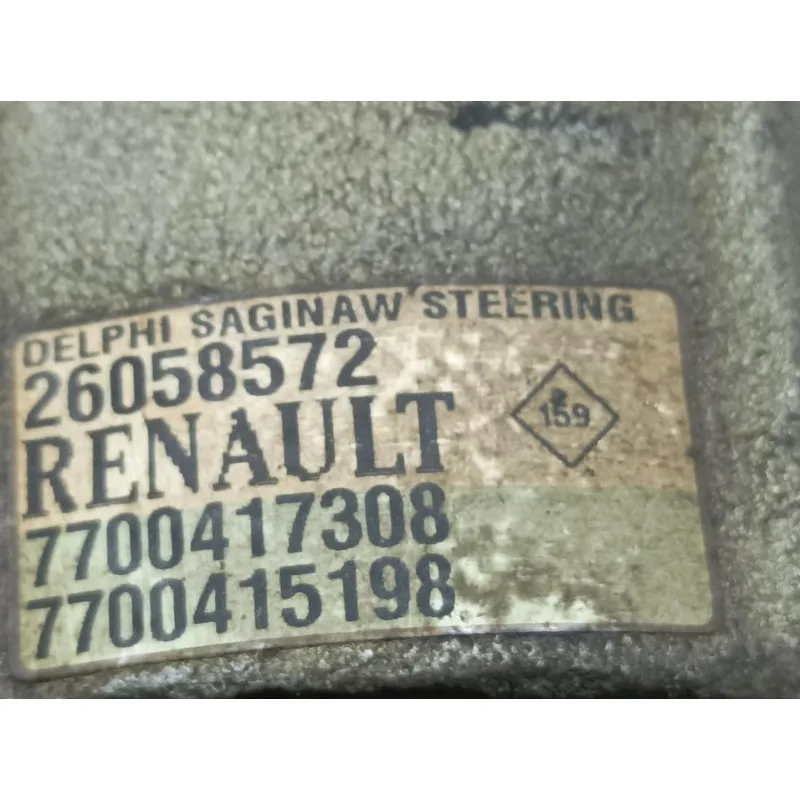 DELPHI SAGINAW STEERING
26058572
RENAULT
159
7700417308
7700415198